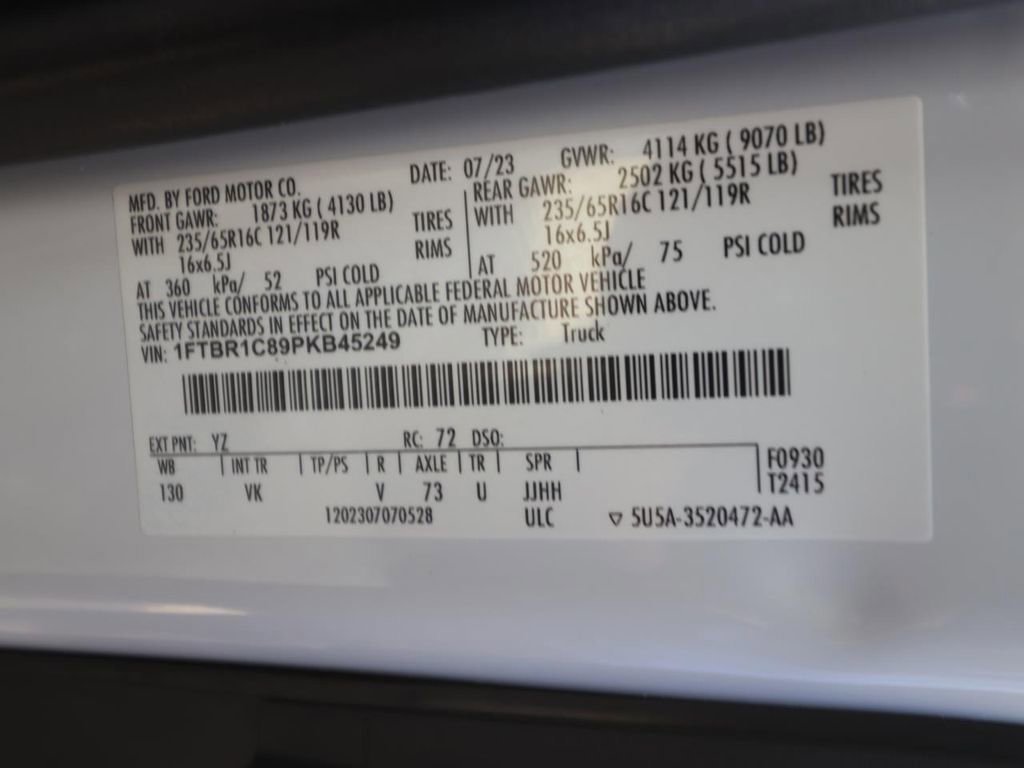 MFD. BY FORD MOTOR CO. DATE: 07/23 GVWR: 4114 KG ( 9070 LB)
FRONT GAWR: 1873 KG ( 4130 LB) REAR GAWR: 2502 KG ( 5515 LB)
WITH 235/65R16C 121/119R TIRES WITH 235/65R16C 121/119R TIRES
16x6.5J RIMS 16x6.5J RIMS
AT 360 kPa/ 52 PSI COLD AT 520 kPa/ 75 PSI COLD
THIS VEHICLE CONFORMS TO ALL APPLICABLE FEDERAL MOTOR VEHICLE
SAFETY STANDARDS IN EFFECT ON THE DATE OF MANUFACTURE SHOWN ABOVE.
VIN: 1FTBR1C89PKB45249 TYPE: Truck
EXT PNT: YZ RC: 72 DSO:
WB | INT TR | TP/PS | R | AXLE | TR | SPR | F0930
130 VK V 73 U JJHH T2415
1202307070528 ULC ▽ 5U5A-3520472-AA